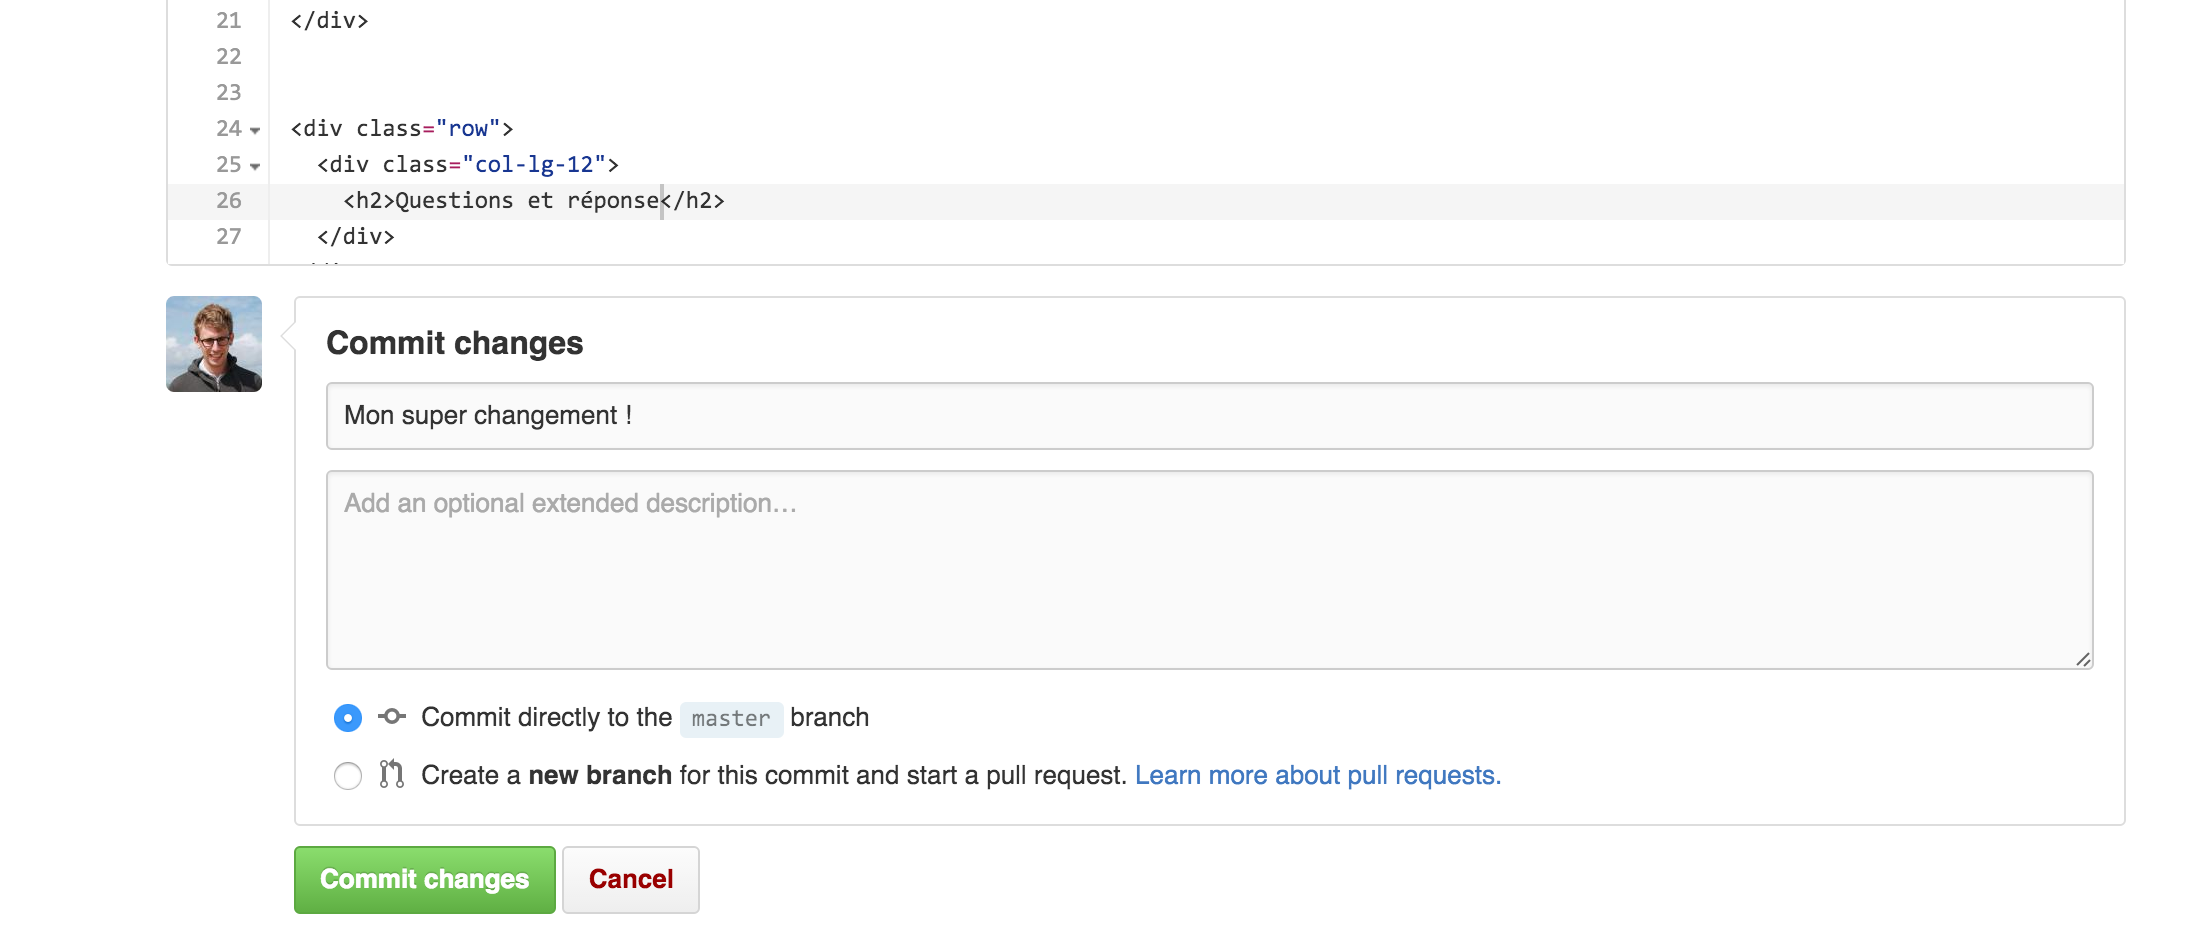 21 </div>
22
23
24 <div class="row">
25 <div class="col-lg-12">
26 <h2>Questions et réponse</h2>
27 </div>
Commit changes
Mon super changement !
Add an optional extended description…
Commit directly to the master branch
Create a new branch for this commit and start a pull request. Learn more about pull requests.
Commit changes Cancel